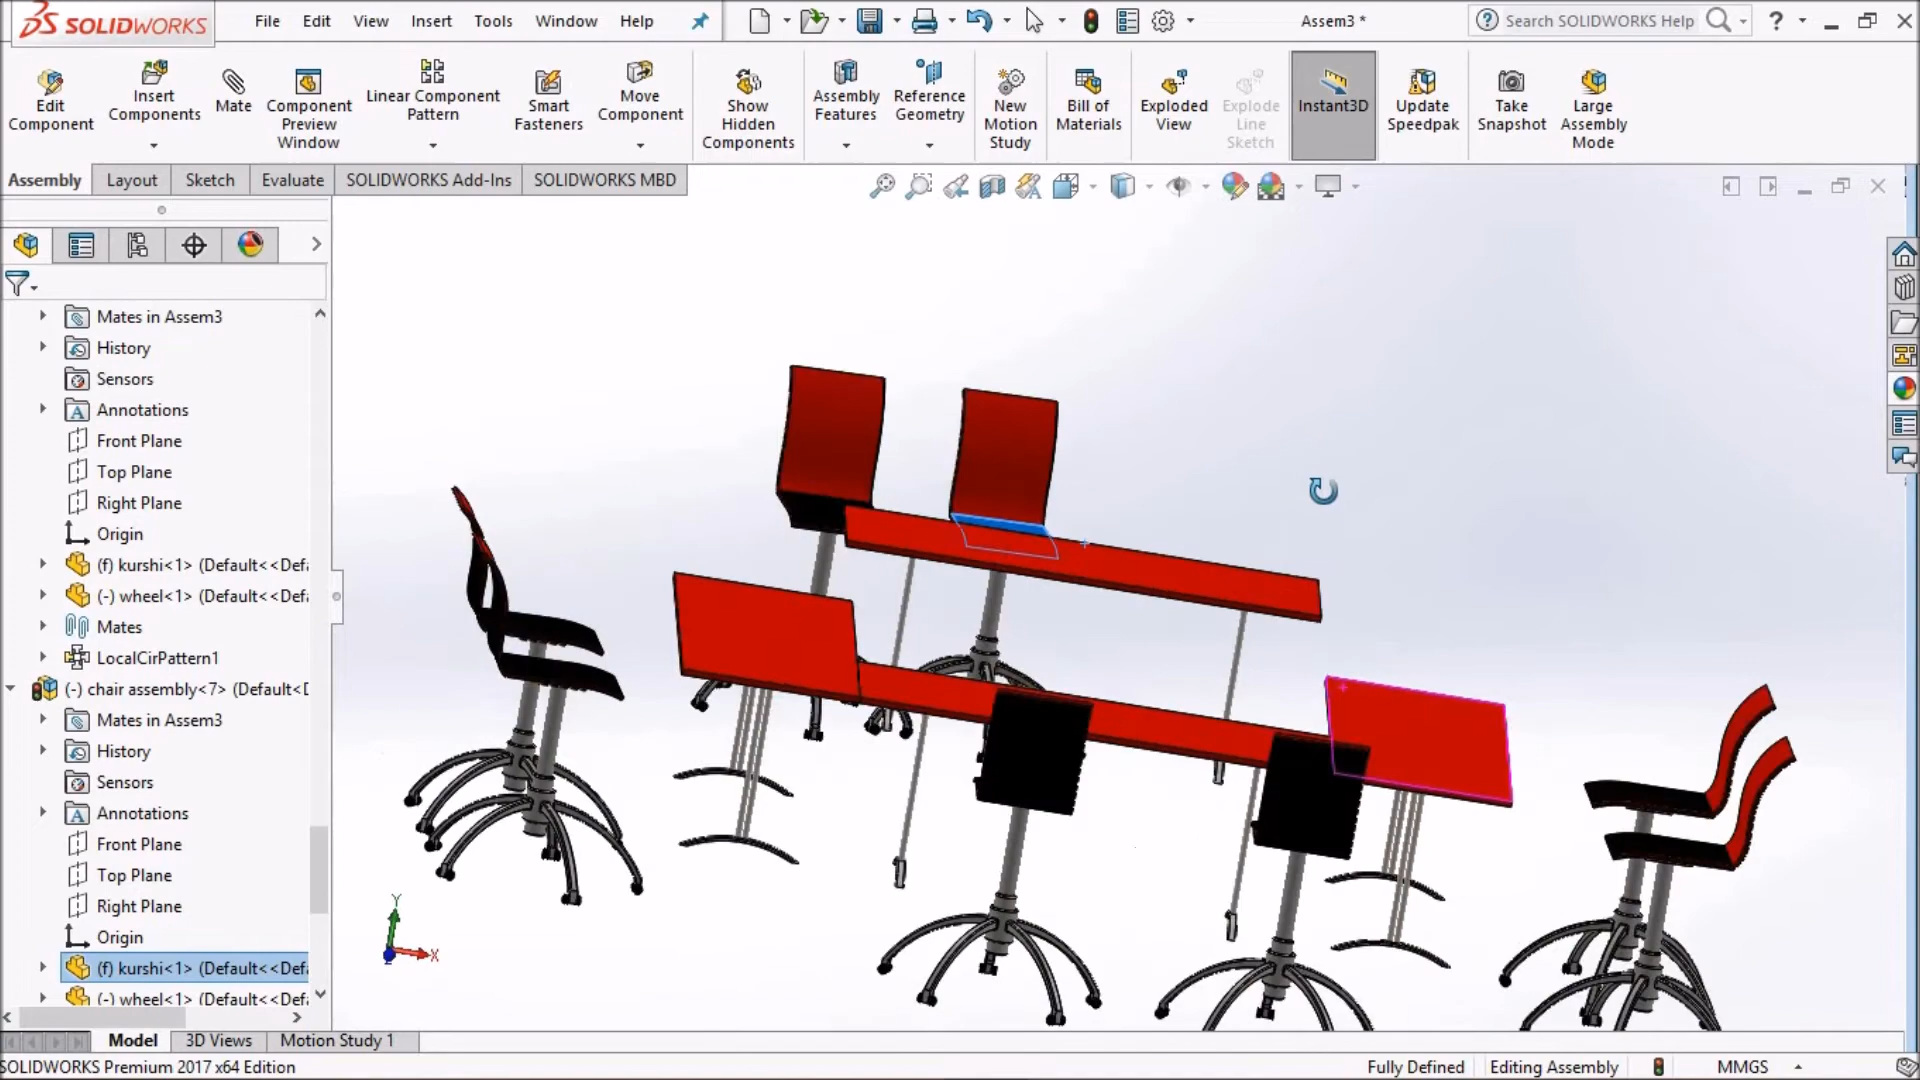 SOLIDWORKS File Edit View Insert Tools Window Help Assem3 * Search SOLIDWORKS Help ?
Edit Component
Insert Components
Mate
Component Preview Window
Linear Component Pattern
Smart Fasteners
Move Component
Show Hidden Components
Assembly Features
Reference Geometry
New Motion Study
Bill of Materials
Exploded View
Explode Line Sketch
Instant3D
Update Speedpak
Take Snapshot
Large Assembly Mode
Assembly Layout Sketch Evaluate SOLIDWORKS Add-Ins SOLIDWORKS MBD
Mates in Assem3
History
Sensors
Annotations
Front Plane
Top Plane
Right Plane
Origin
(f) kurshi<1> (Default<<Defa
(-) wheel<1> (Default<<Defa
Mates
LocalCirPattern1
(-) chair assembly<7> (Default<D
Mates in Assem3
History
Sensors
Annotations
Front Plane
Top Plane
Right Plane
Origin
(f) kurshi<1> (Default<<Defa
(-) wheel<1> (Default<<Defa
Y
X
Model 3D Views Motion Study 1
SOLIDWORKS Premium 2017 x64 Edition Fully Defined Editing Assembly MMGS